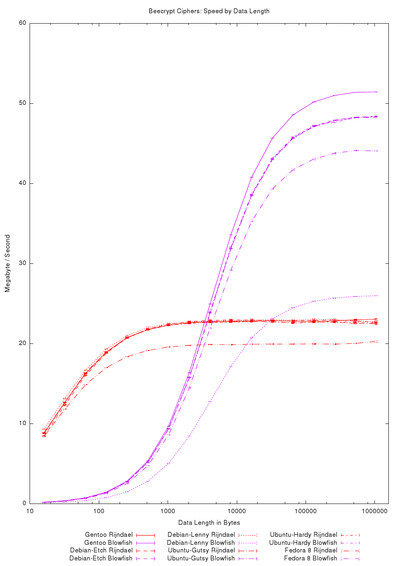 Beecrypt Ciphers: Speed by Data Length
60
50
40
30
20
10
0
Megabyte / Second
10 100 1000 10000 100000 1000000
Data Length in Bytes
Gentoo Rijndael Debian-Lenny Rijndael Ubuntu-Hardy Rijndael
Gentoo Blowfish Debian-Lenny Blowfish Ubuntu-Hardy Blowfish
Debian-Etch Rijndael Ubuntu-Gutsy Rijndael Fedora 8 Rijndael
Debian-Etch Blowfish Ubuntu-Gutsy Blowfish Fedora 8 Blowfish